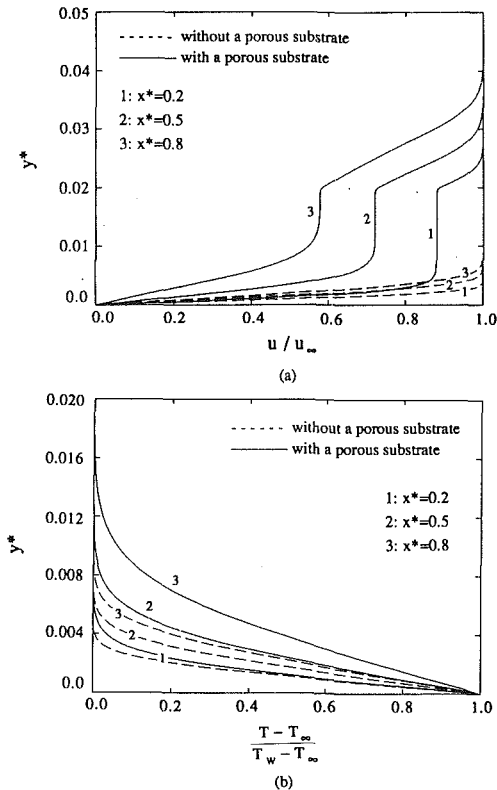 (a)
0.05
0.04
0.03
0.02
0.01
0.0
y*
- - - - without a porous substrate
with a porous substrate
1: x*=0.2
2: x*=0.5
3: x*=0.8
3
2
1
3
2
1
0.0 0.2 0.4 0.6 0.8 1.0
u / u∞
(a)
0.020
0.016
0.012
0.008
0.004
0.0
y*
- - - - without a porous substrate
with a porous substrate
1: x*=0.2
2: x*=0.5
3: x*=0.8
3
2
3
2
1
0.0 0.2 0.4 0.6 0.8 1.0
T − T∞
T_w − T∞
(b)